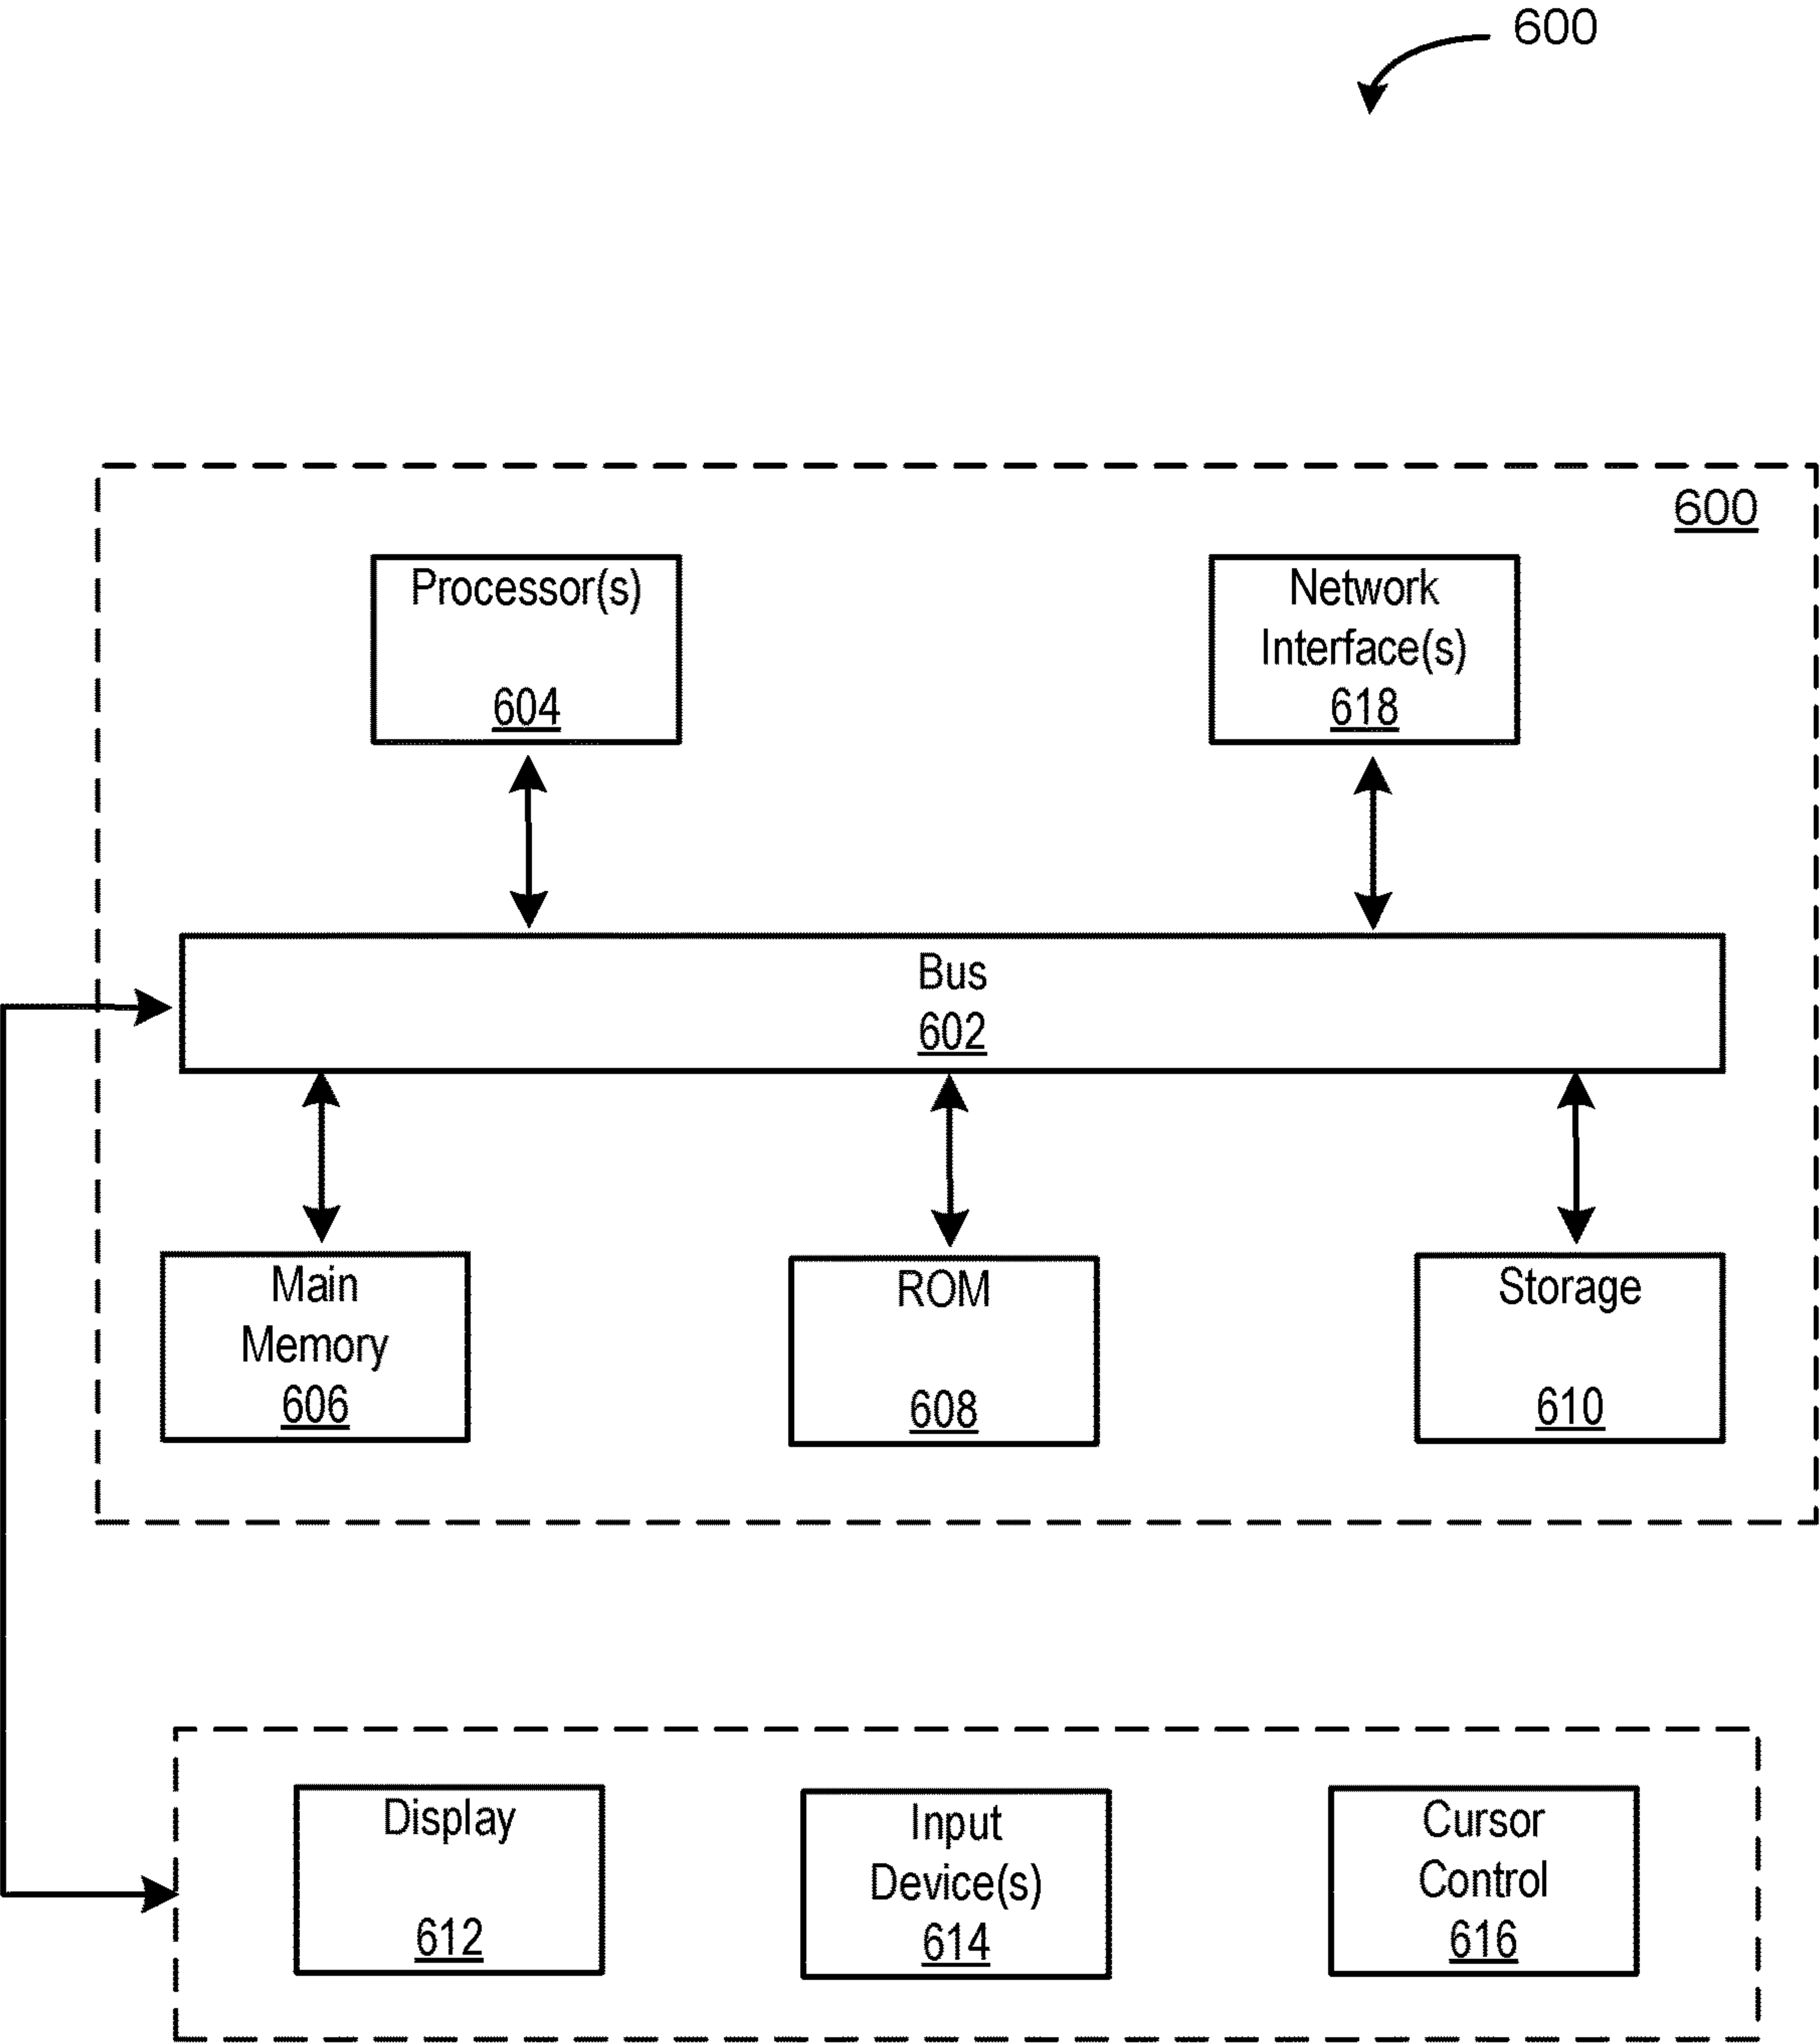 600
600
Processor(s)
604
Network
Interface(s)
618
Bus
602
Main
Memory
606
ROM
608
Storage
610
Display
612
Input
Device(s)
614
Cursor
Control
616